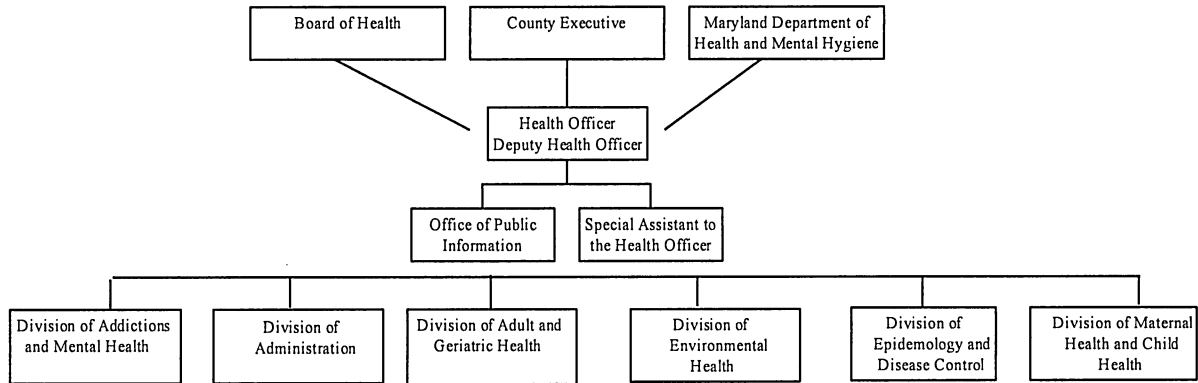 Board of Health
County Executive
Maryland Department of
Health and Mental Hygiene
Health Officer
Deputy Health Officer
Office of Public
Information
Special Assistant to
the Health Officer
Division of Addictions
and Mental Health
Division of
Administration
Division of Adult and
Geriatric Health
Division of
Environmental
Health
Division of
Epidemology and
Disease Control
Division of Maternal
Health and Child
Health